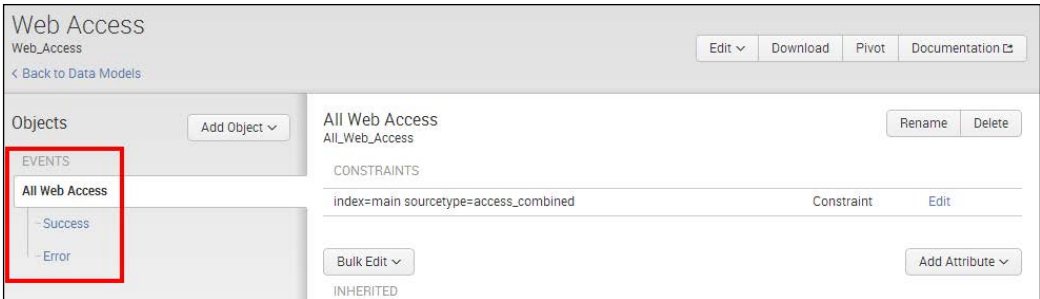 Web Access
Web_Access
Edit Download Pivot Documentation
< Back to Data Models
Objects
Add Object
EVENTS
All Web Access
Success
Error
All Web Access
All_Web_Access
Rename Delete
CONSTRAINTS
index=main sourcetype=access_combined Constraint Edit
Bulk Edit Add Attribute
INHERITED